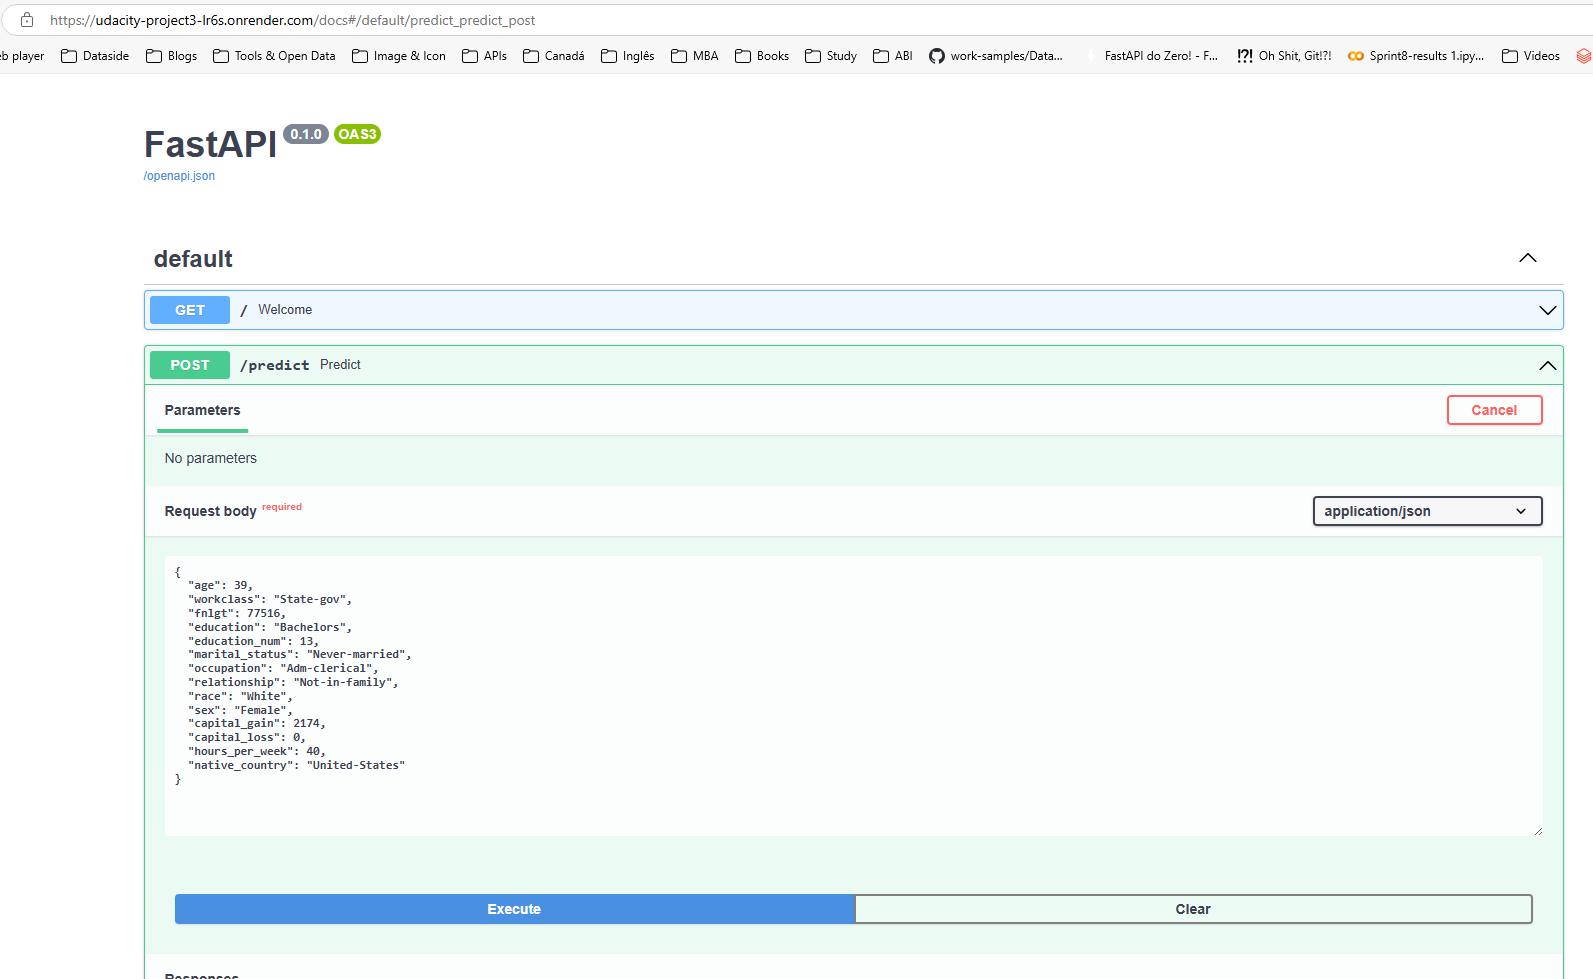 https://udacity-project3-lr6s.onrender.com/docs#/default/predict_predict_post
eb player Dataside Blogs Tools & Open Data Image & Icon APIs Canadá Inglês MBA Books Study ABI work-samples/Data... FastAPI do Zero! - F... !?! Oh Shit, Git!?! Sprint8-results 1.ipy... Videos
FastAPI 0.1.0 OAS3
/openapi.json
default
GET / Welcome
POST /predict Predict
Parameters Cancel
No parameters
Request body required application/json
{
"age": 39,
"workclass": "State-gov",
"fnlgt": 77516,
"education": "Bachelors",
"education_num": 13,
"marital_status": "Never-married",
"occupation": "Adm-clerical",
"relationship": "Not-in-family",
"race": "White",
"sex": "Female",
"capital_gain": 2174,
"capital_loss": 0,
"hours_per_week": 40,
"native_country": "United-States"
}
Execute Clear
Responses